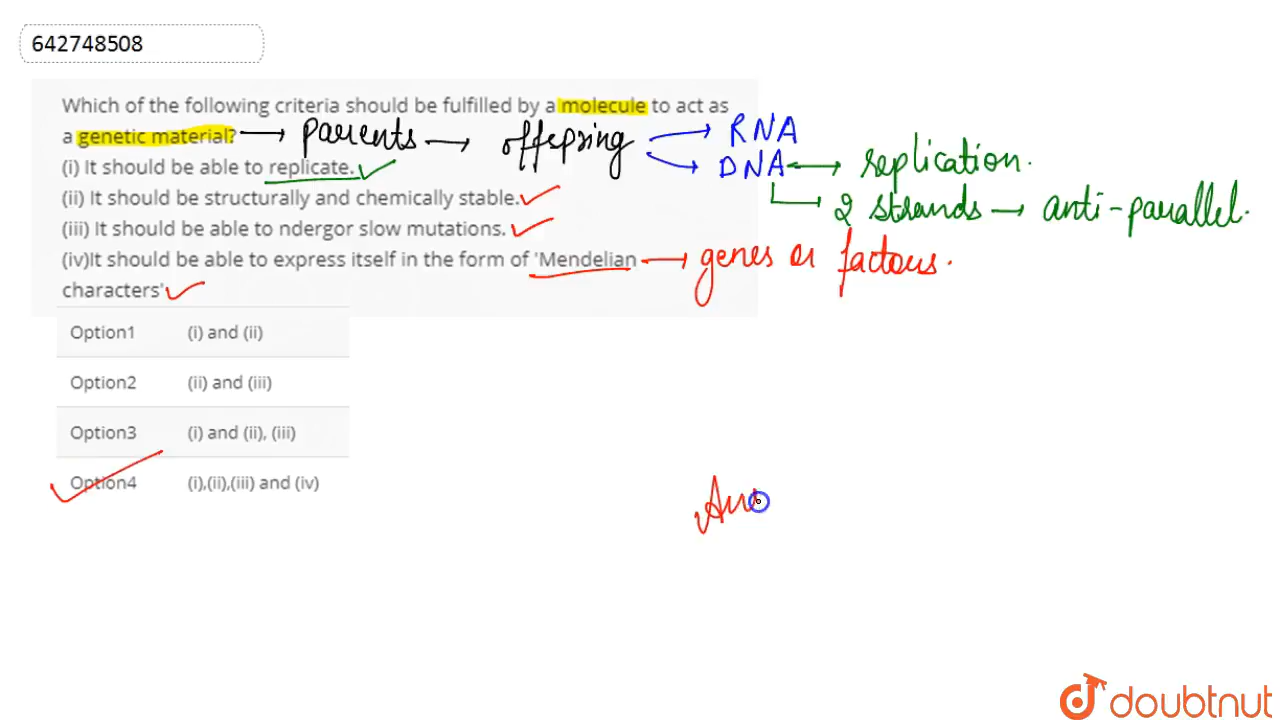 642748508
Which of the following criteria should be fulfilled by a molecule to act as
a genetic material? → parents → offspring → RNA
→ DNA → replication.
(i) It should be able to replicate.
(ii) It should be structurally and chemically stable.
→ 2 strands → anti-parallel.
(iii) It should be able to ndergor slow mutations.
(iv)It should be able to express itself in the form of 'Mendelian → genes or factors.
characters'
Option1 (i) and (ii)
Option2 (ii) and (iii)
Option3 (i) and (ii), (iii)
Option4 (i),(ii),(iii) and (iv)
doubtnut